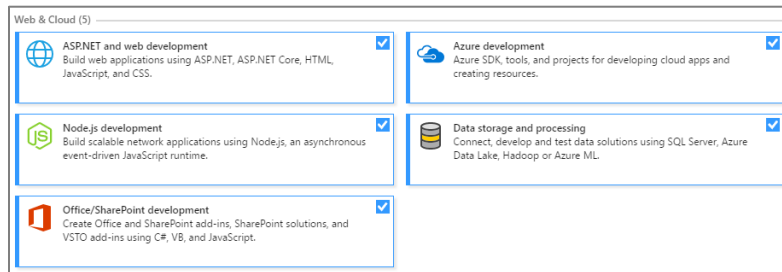 Web & Cloud (5)
ASP.NET and web development
Build web applications using ASP.NET, ASP.NET Core, HTML,
JavaScript, and CSS.
Azure development
Azure SDK, tools, and projects for developing cloud apps and
creating resources.
Node.js development
Build scalable network applications using Node.js, an asynchronous
event-driven JavaScript runtime.
Data storage and processing
Connect, develop and test data solutions using SQL Server, Azure
Data Lake, Hadoop or Azure ML.
Office/SharePoint development
Create Office and SharePoint add-ins, SharePoint solutions, and
VSTO add-ins using C#, VB, and JavaScript.